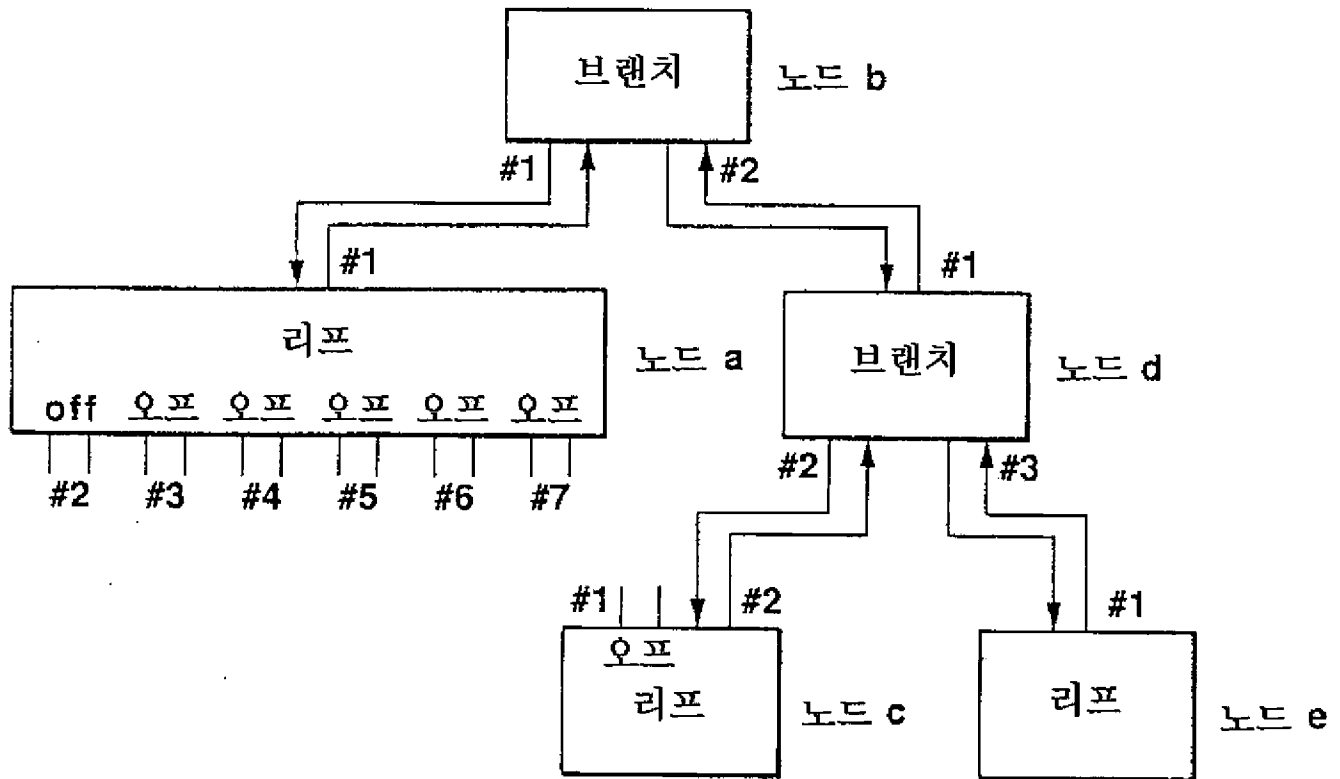 브랜치
노드 b
#1
#2
#1
#1
리프
노드 a
브랜치
노드 d
off 오프 오프 오프 오프 오프
#2 #3 #4 #5 #6 #7
#2
#3
#1
#2
#1
오프
리프
노드 c
리프
노드 e